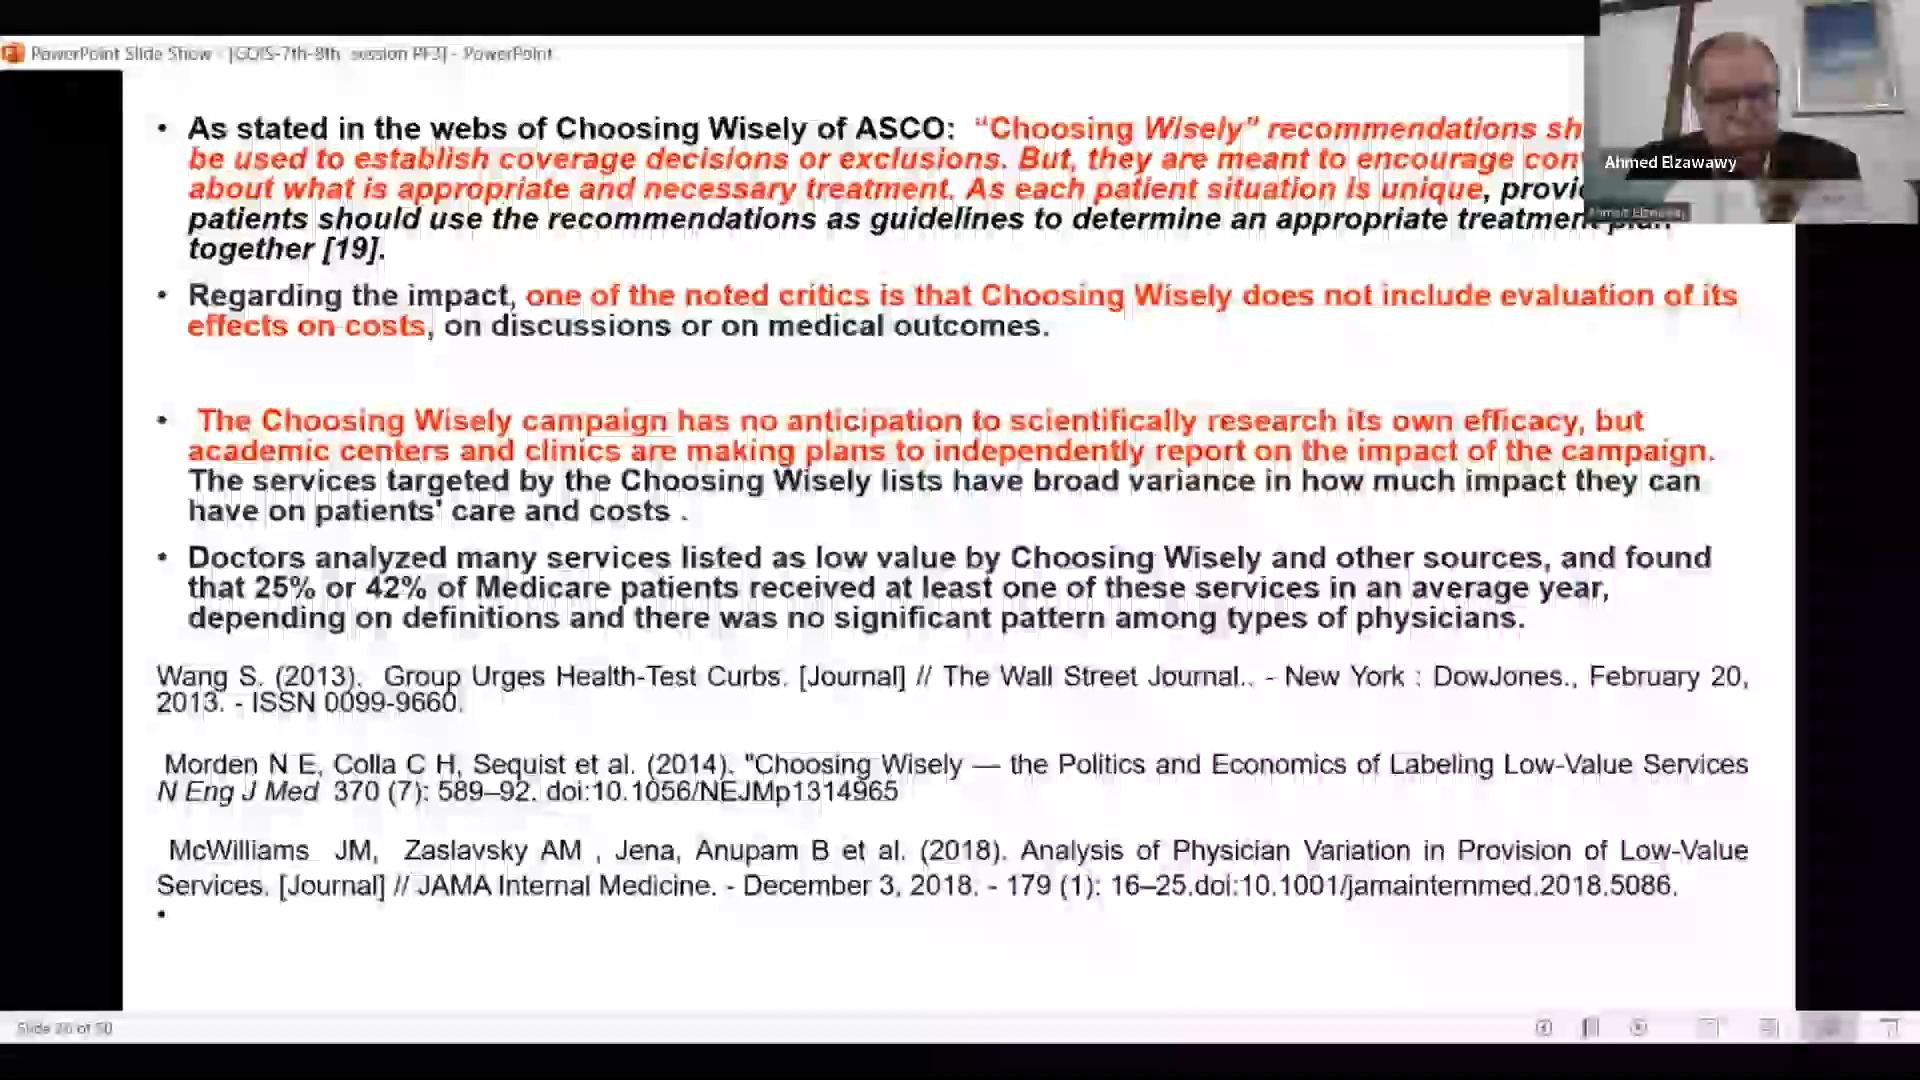 PowerPoint Slide Show - [GOIS-7th-8th session PF3] - PowerPoint
• As stated in the webs of Choosing Wisely of ASCO: “Choosing Wisely” recommendations
be used to establish coverage decisions or exclusions. But, they are meant to encourage
about what is appropriate and necessary treatment. As each patient situation is unique,
patients should use the recommendations as guidelines to determine an appropriate treatment plan
together [19].
• Regarding the impact, one of the noted critics is that Choosing Wisely does not include evaluation of its
effects on costs, on discussions or on medical outcomes.
• The Choosing Wisely campaign has no anticipation to scientifically research its own efficacy, but
academic centers and clinics are making plans to independently report on the impact of the campaign.
The services targeted by the Choosing Wisely lists have broad variance in how much impact they can
have on patients' care and costs .
• Doctors analyzed many services listed as low value by Choosing Wisely and other sources, and found
that 25% or 42% of Medicare patients received at least one of these services in an average year,
depending on definitions and there was no significant pattern among types of physicians.
Wang S. (2013). Group Urges Health-Test Curbs. [Journal] // The Wall Street Journal.. - New York : DowJones., February 20,
2013. - ISSN 0099-9660.
Morden N E, Colla C H, Sequist et al. (2014). "Choosing Wisely — the Politics and Economics of Labeling Low-Value Services
N Eng J Med 370 (7): 589–92. doi:10.1056/NEJMp1314965
McWilliams JM, Zaslavsky AM , Jena, Anupam B et al. (2018). Analysis of Physician Variation in Provision of Low-Value
Services. [Journal] // JAMA Internal Medicine. - December 3, 2018. - 179 (1): 16–25.doi:10.1001/jamainternmed.2018.5086.
•
Ahmed Elzawawy
Ahmed Elzawawy
Slide of 50